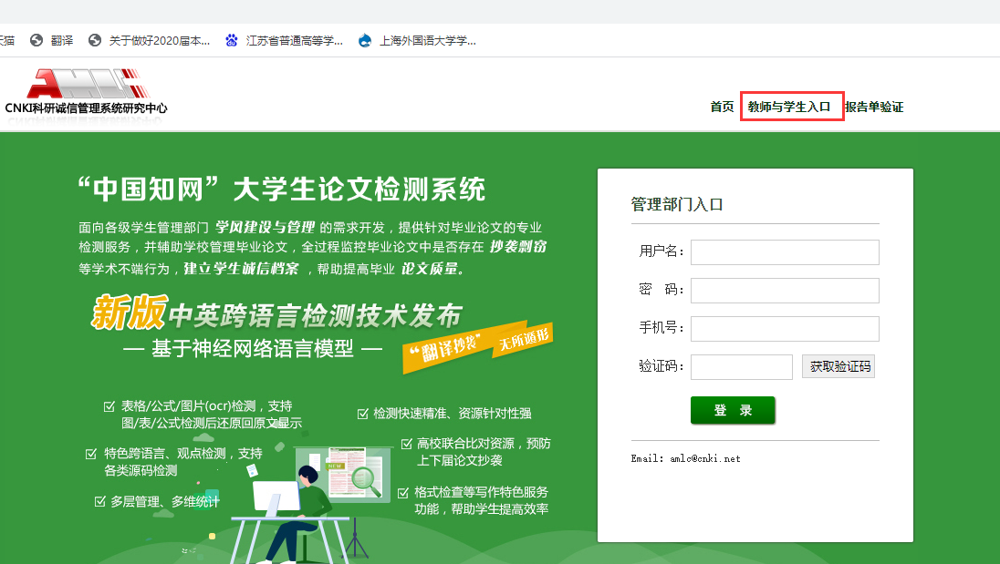 天猫 翻译 关于做好2020届本... 江苏省普通高等学... 上海外国语大学学...
AMLC
CNKI科研诚信管理系统研究中心
首页 教师与学生入口 报告单验证
“中国知网”大学生论文检测系统
面向各级学生管理部门 学风建设与管理 的需求开发，提供针对毕业论文的专业
检测服务，并辅助学校管理毕业论文，全过程监控毕业论文中是否存在 抄袭剽窃
等学术不端行为，建立学生诚信档案 ，帮助提高毕业 论文质量。
新版中英跨语言检测技术发布
— 基于神经网络语言模型 —
“翻译抄袭” 无所遁形
表格/公式/图片(ocr)检测，支持
图/表/公式检测后还原回原文显示
特色跨语言、观点检测，支持
各类源码检测
多层管理、多维统计
检测快速精准、资源针对性强
高校联合比对资源，预防
上下届论文抄袭
格式检查等写作特色服务
功能，帮助学生提高效率
NEW
管理部门入口
用户名：
密 码：
手机号：
验证码： 获取验证码
登 录
Email: amlc@cnki.net